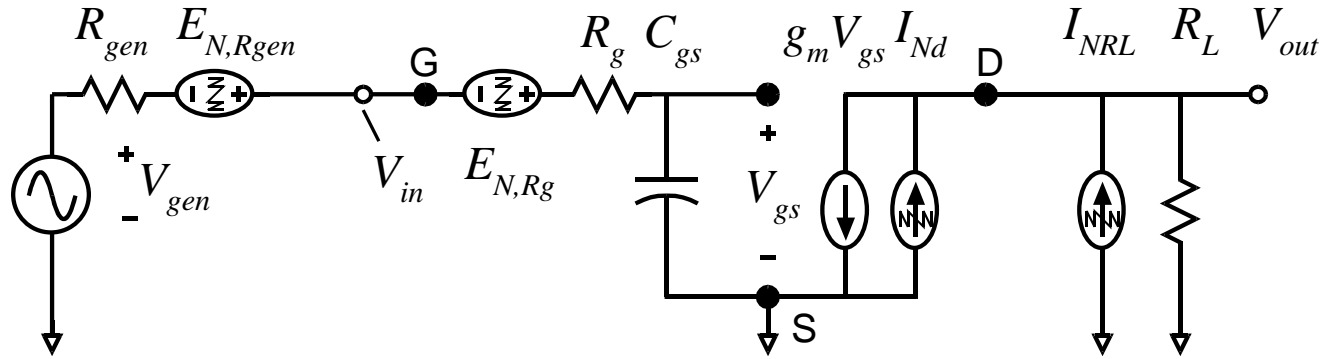 R_gen E_N,Rgen R_g C_gs g_m V_gs I_Nd I_NRL R_L V_out
G D
+ V_gen − V_in E_N,Rg + V_gs −
S